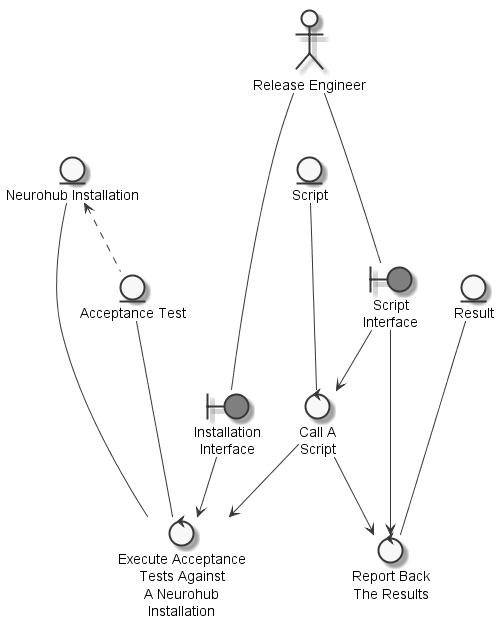 Release Engineer
Neurohub Installation
Script
Acceptance Test
Script
Interface
Result
Installation
Interface
Call A
Script
Execute Acceptance
Tests Against
A Neurohub
Installation
Report Back
The Results